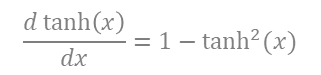 d tanh(x) / dx = 1 − tanh²(x)